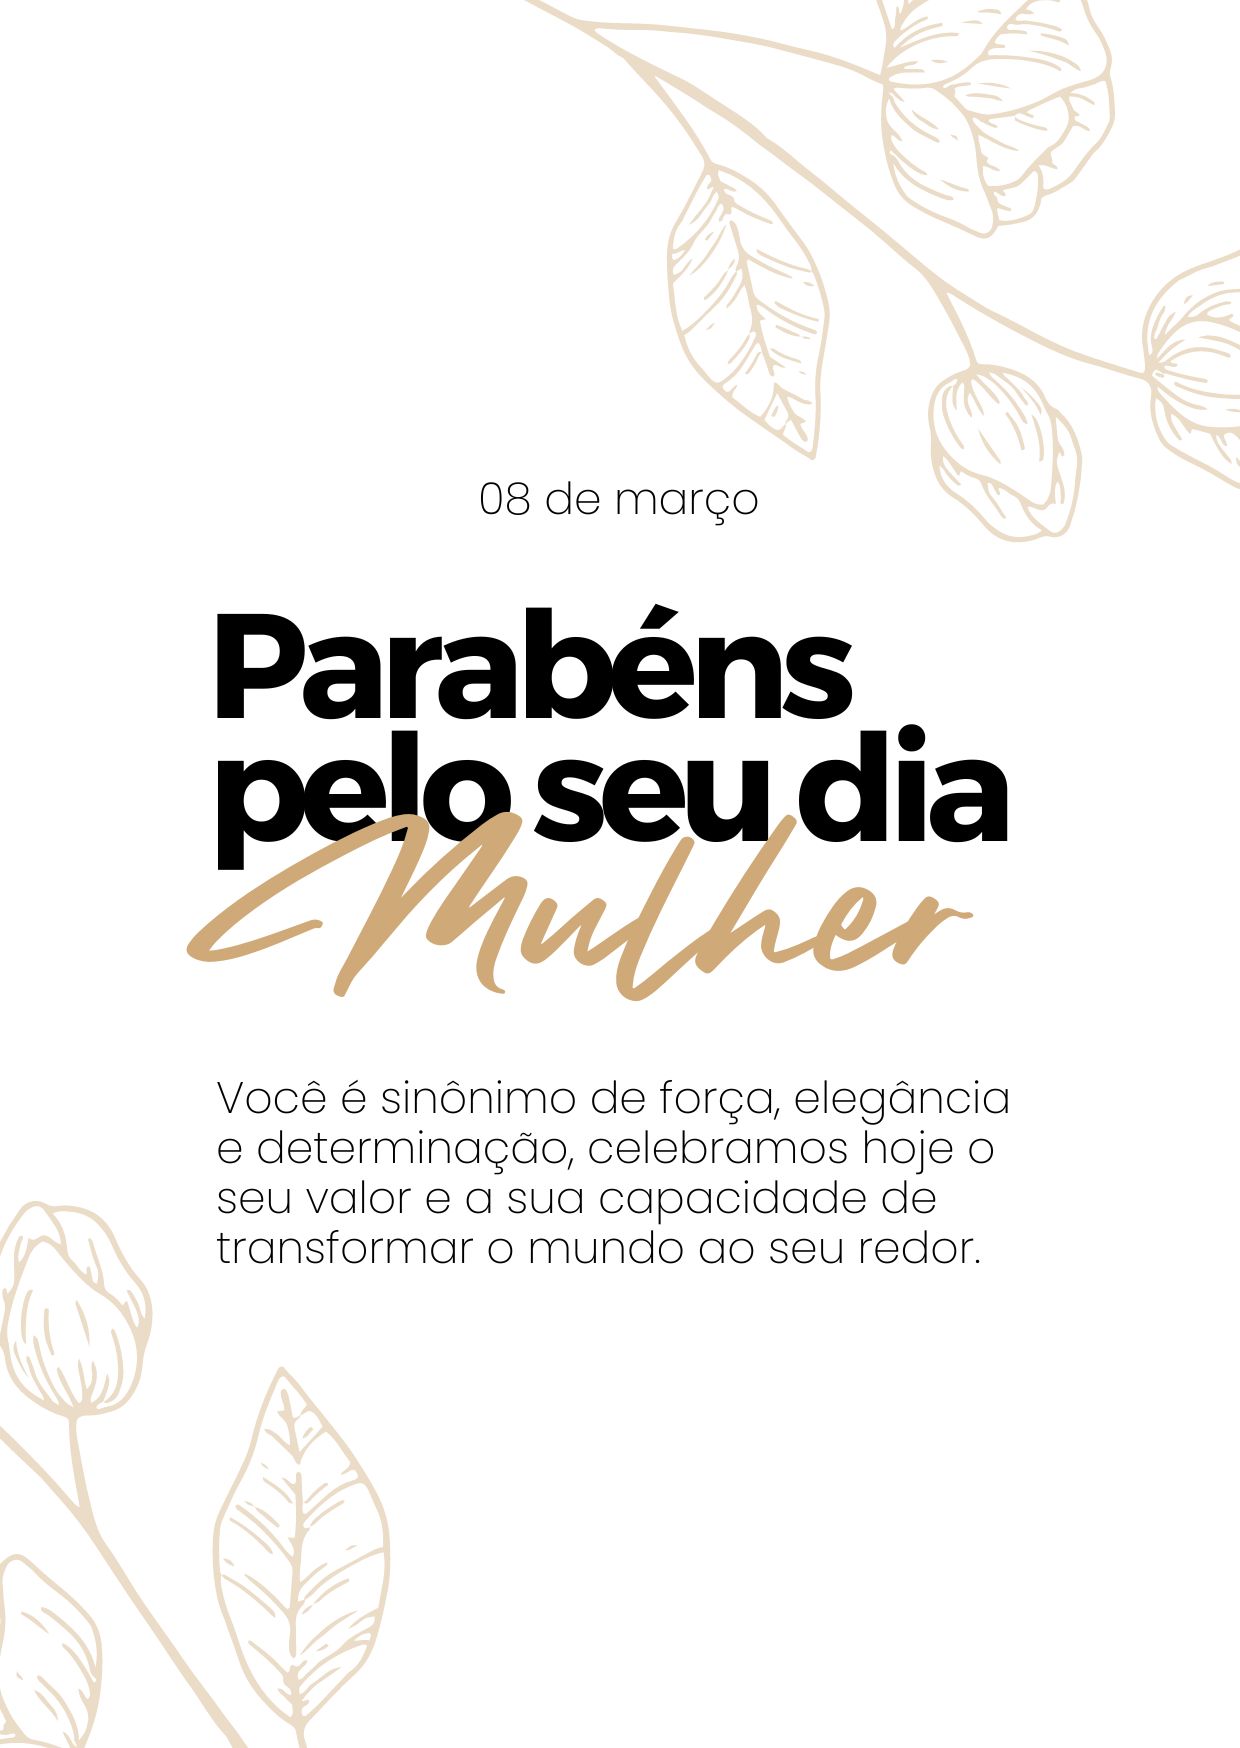 08 de março
Parabéns
pelo seu dia
Mulher
Você é sinônimo de força, elegância
e determinação, celebramos hoje o
seu valor e a sua capacidade de
transformar o mundo ao seu redor.